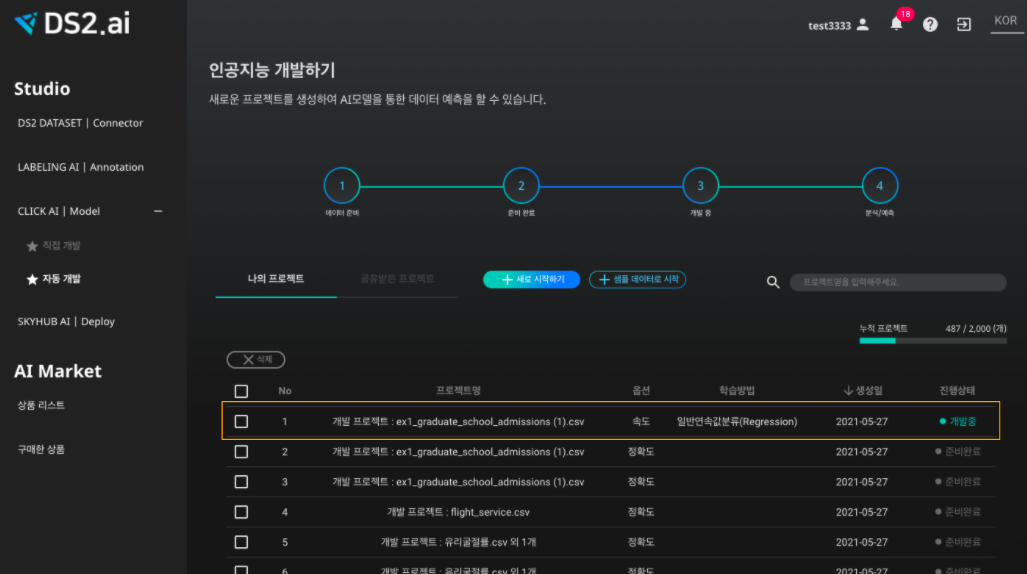 DS2.ai
test3333
18
KOR
Studio
DS2 DATASET | Connector
LABELING AI | Annotation
CLICK AI | Model
직접 개발
자동 개발
SKYHUB AI | Deploy
AI Market
상품 리스트
구매한 상품
인공지능 개발하기
새로운 프로젝트를 생성하여 AI모델을 통한 데이터 예측을 할 수 있습니다.
1 2 3 4
데이터 준비 준비 완료 개발 중 분석/예측
나의 프로젝트 공유받은 프로젝트 새로 시작하기 샘플 데이터로 시작 프로젝트명을 입력해주세요.
누적 프로젝트 487 / 2,000 (개)
삭제
No 프로젝트명 옵션 학습방법 생성일 진행상태
1 개발 프로젝트 : ex1_graduate_school_admissions (1).csv 속도 일반연속값분류(Regression) 2021-05-27 개발중
2 개발 프로젝트 : ex1_graduate_school_admissions (1).csv 정확도 2021-05-27 준비완료
3 개발 프로젝트 : ex1_graduate_school_admissions (1).csv 정확도 2021-05-27 준비완료
4 개발 프로젝트 : flight_service.csv 정확도 2021-05-27 준비완료
5 개발 프로젝트 : 유리굴절률.csv 외 1개 정확도 2021-05-27 준비완료
6 개발 프로젝트 : 유리굴절률.csv 외 1개 정확도 2021-05-27 준비완료